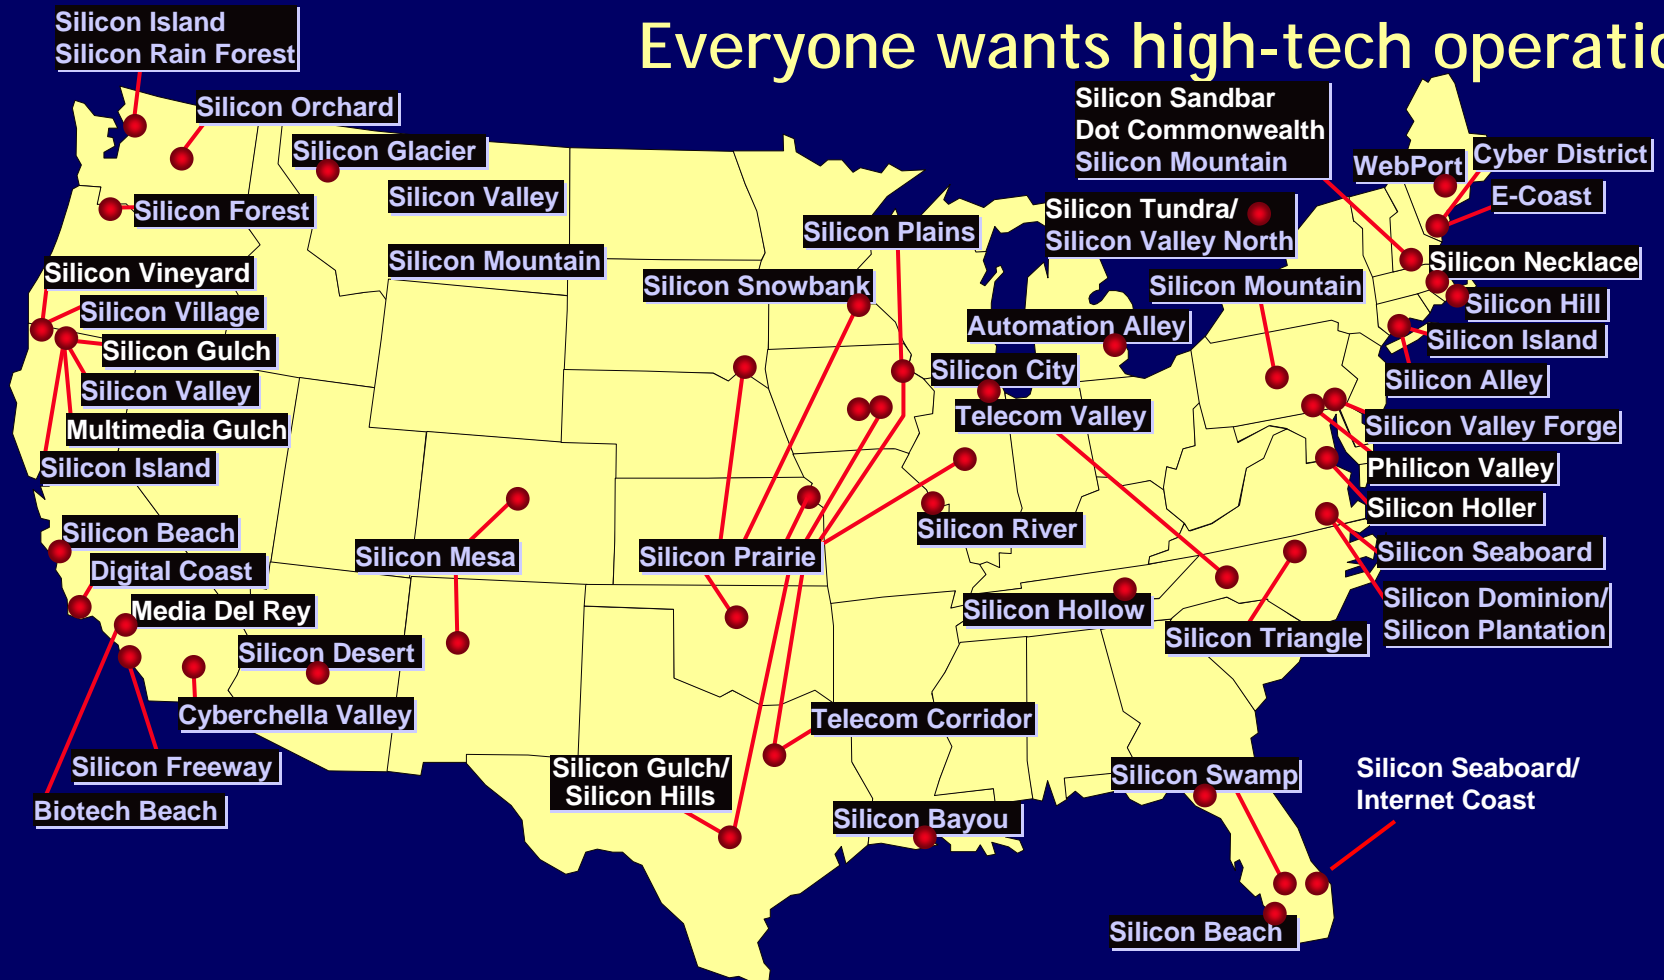 Everyone wants high-tech operatio
Silicon Island
Silicon Rain Forest
Silicon Orchard
Silicon Glacier
Silicon Valley
Silicon Forest
Silicon Mountain
Silicon Vineyard
Silicon Village
Silicon Gulch
Silicon Valley
Multimedia Gulch
Silicon Island
Silicon Beach
Digital Coast
Media Del Rey
Silicon Desert
Cyberchella Valley
Silicon Freeway
Biotech Beach
Silicon Mesa
Silicon Plains
Silicon Snowbank
Silicon Prairie
Silicon Gulch/
Silicon Hills
Telecom Corridor
Silicon Bayou
Silicon Sandbar
Dot Commonwealth
Silicon Mountain
Silicon Tundra/
Silicon Valley North
Silicon Mountain
Automation Alley
Silicon City
Telecom Valley
Silicon River
Silicon Hollow
Silicon Triangle
WebPort
Cyber District
E-Coast
Silicon Necklace
Silicon Hill
Silicon Island
Silicon Alley
Silicon Valley Forge
Philicon Valley
Silicon Holler
Silicon Seaboard
Silicon Dominion/
Silicon Plantation
Silicon Swamp
Silicon Seaboard/
Internet Coast
Silicon Beach